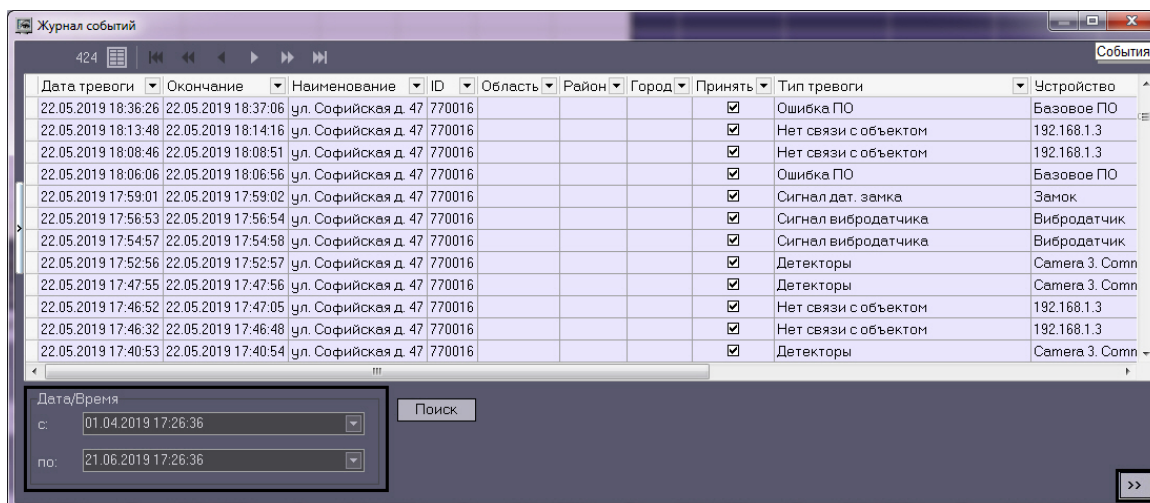 Журнал событий
424
События
Дата тревоги Окончание Наименование ID Область Район Город Принять Тип тревоги Устройство
22.05.2019 18:36:26 22.05.2019 18:37:06 ул. Софийская д. 47 770016 Ошибка ПО Базовое ПО
22.05.2019 18:13:48 22.05.2019 18:14:16 ул. Софийская д. 47 770016 Нет связи с объектом 192.168.1.3
22.05.2019 18:08:46 22.05.2019 18:08:51 ул. Софийская д. 47 770016 Нет связи с объектом 192.168.1.3
22.05.2019 18:06:06 22.05.2019 18:06:56 ул. Софийская д. 47 770016 Ошибка ПО Базовое ПО
22.05.2019 17:59:01 22.05.2019 17:59:02 ул. Софийская д. 47 770016 Сигнал дат. замка Замок
22.05.2019 17:56:53 22.05.2019 17:56:54 ул. Софийская д. 47 770016 Сигнал вибродатчика Вибродатчик
22.05.2019 17:54:57 22.05.2019 17:54:58 ул. Софийская д. 47 770016 Сигнал вибродатчика Вибродатчик
22.05.2019 17:52:56 22.05.2019 17:52:57 ул. Софийская д. 47 770016 Детекторы Camera 3. Comn
22.05.2019 17:47:55 22.05.2019 17:47:56 ул. Софийская д. 47 770016 Детекторы Camera 3. Comn
22.05.2019 17:46:52 22.05.2019 17:47:05 ул. Софийская д. 47 770016 Нет связи с объектом 192.168.1.3
22.05.2019 17:46:32 22.05.2019 17:46:48 ул. Софийская д. 47 770016 Нет связи с объектом 192.168.1.3
22.05.2019 17:40:53 22.05.2019 17:40:54 ул. Софийская д. 47 770016 Детекторы Camera 3. Comn
Дата/Время
с: 01.04.2019 17:26:36
по: 21.06.2019 17:26:36
Поиск
>>